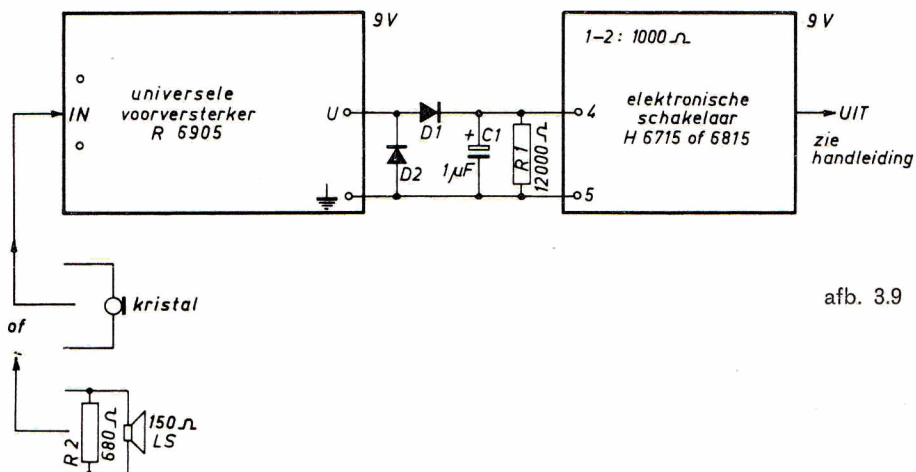 9V
IN
universele
voorversterker
R 6905
U
D1
D2
+ C1
1µF
R1
12000 Ω
9V
1-2: 1000 Ω
4
elektronische
schakelaar
H 6715 of 6815
5
UIT
zie
handleiding
kristal
of
afb. 3.9
R2
680 Ω
150 Ω
LS